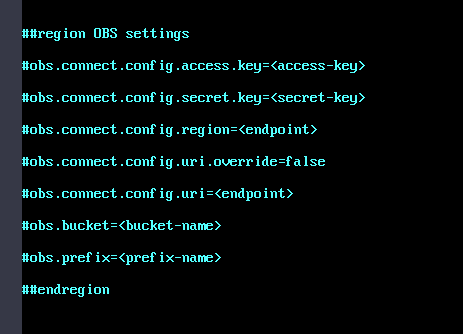 ##region OBS settings
#obs.connect.config.access.key=<access-key>
#obs.connect.config.secret.key=<secret-key>
#obs.connect.config.region=<endpoint>
#obs.connect.config.uri.override=false
#obs.connect.config.uri=<endpoint>
#obs.bucket=<bucket-name>
#obs.prefix=<prefix-name>
##endregion